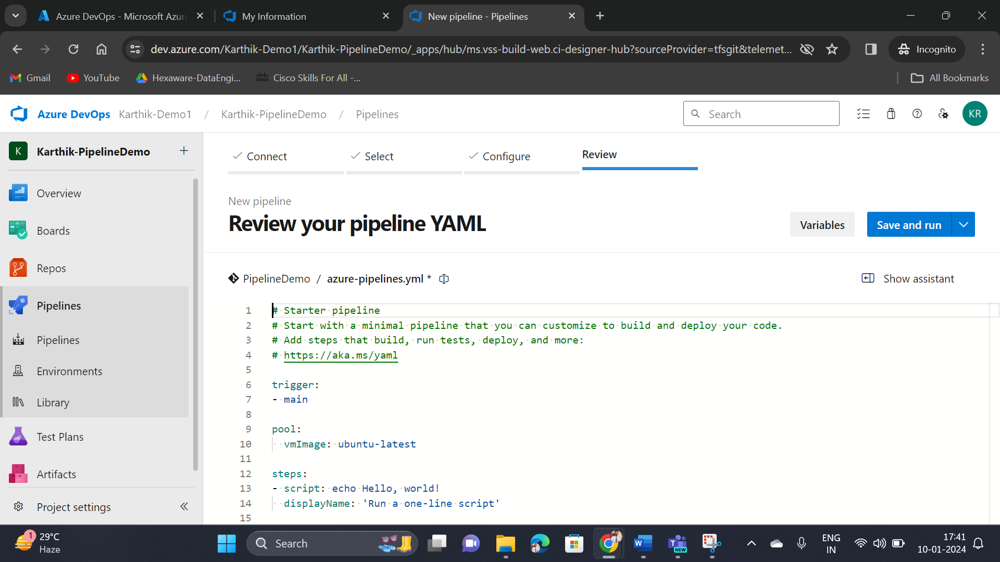 Azure DevOps - Microsoft Azure
My Information
New pipeline - Pipelines
dev.azure.com/Karthik-Demo1/Karthik-PipelineDemo/_apps/hub/ms.vss-build-web.ci-designer-hub?sourceProvider=tfsgit&telemet...
Incognito
Gmail
YouTube
Hexaware-DataEngi...
Cisco Skills For All -...
All Bookmarks
Azure DevOps Karthik-Demo1 / Karthik-PipelineDemo / Pipelines
Search
KR
K Karthik-PipelineDemo
Overview
Boards
Repos
Pipelines
Pipelines
Environments
Library
Test Plans
Artifacts
Project settings
Connect
Select
Configure
Review
New pipeline
Review your pipeline YAML
Variables
Save and run
PipelineDemo / azure-pipelines.yml *
Show assistant
1 # Starter pipeline
2 # Start with a minimal pipeline that you can customize to build and deploy your code.
3 # Add steps that build, run tests, deploy, and more:
4 # https://aka.ms/yaml
5
6 trigger:
7 - main
8
9 pool:
10 vmImage: ubuntu-latest
11
12 steps:
13 - script: echo Hello, world!
14 displayName: 'Run a one-line script'
15
1
29°C
Haze
Search
NEW
ENG
IN
17:41
10-01-2024